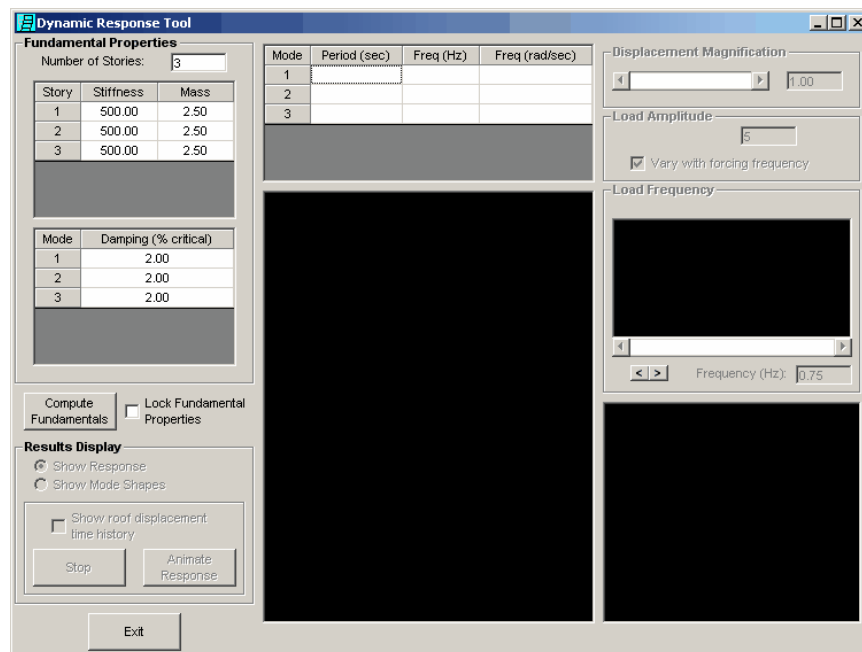 Dynamic Response Tool
Fundamental Properties
Number of Stories: 3
Story Stiffness Mass
1 500.00 2.50
2 500.00 2.50
3 500.00 2.50
Mode Damping (% critical)
1 2.00
2 2.00
3 2.00
Compute
Fundamentals
Lock Fundamental
Properties
Results Display
Show Response
Show Mode Shapes
Show roof displacement
time history
Stop
Animate
Response
Exit
Mode Period (sec) Freq (Hz) Freq (rad/sec)
1
2
3
Displacement Magnification
1.00
Load Amplitude
5
Vary with forcing frequency
Load Frequency
< >
Frequency (Hz): 0.75